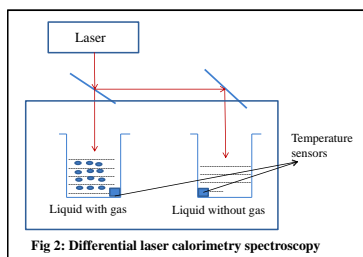 Laser
Temperature
sensors
Liquid with gas
Liquid without gas
Fig 2: Differential laser calorimetry spectroscopy